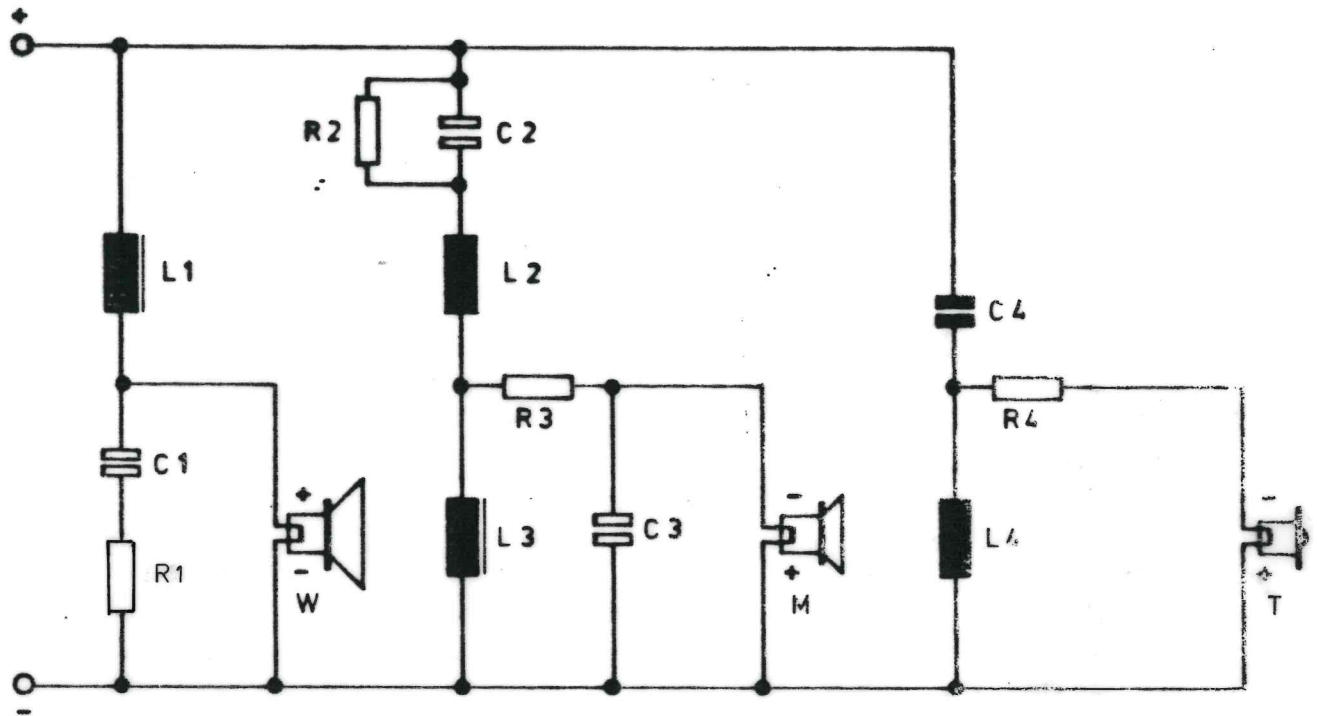 +
R2
C2
L1
L2
C4
R3
R4
C1
+
-
L3
C3
-
L4
-
R1
-
W
+
M
+
T
-